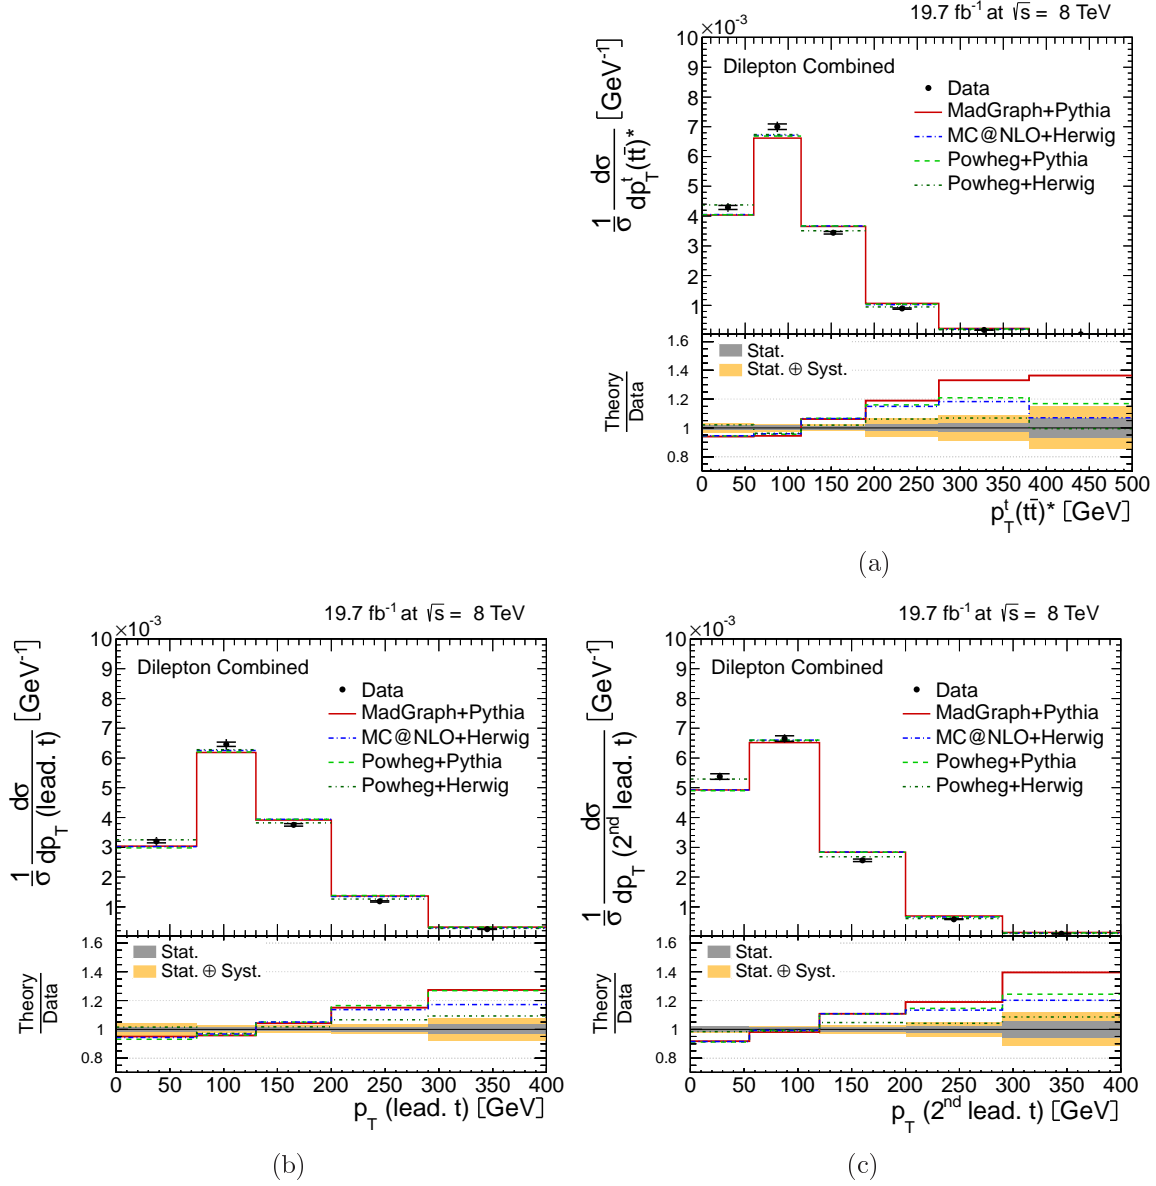 19.7 fb⁻¹ at √s = 8 TeV
×10⁻³
Dilepton Combined
Data
MadGraph+Pythia
MC@NLO+Herwig
Powheg+Pythia
Powheg+Herwig
1/σ dσ/dp_T^t(tt̄)* [GeV⁻¹]
10
9
8
7
6
5
4
3
2
1
Stat.
Stat. ⊕ Syst.
Theory/Data
1.6
1.4
1.2
1
0.8
0 50 100 150 200 250 300 350 400 450 500
p_T^t(tt̄)* [GeV]
(a)
19.7 fb⁻¹ at √s = 8 TeV
×10⁻³
Dilepton Combined
Data
MadGraph+Pythia
MC@NLO+Herwig
Powheg+Pythia
Powheg+Herwig
1/σ dσ/dp_T (lead. t) [GeV⁻¹]
10
9
8
7
6
5
4
3
2
1
Stat.
Stat. ⊕ Syst.
Theory/Data
1.6
1.4
1.2
1
0.8
0 50 100 150 200 250 300 350 400
p_T (lead. t) [GeV]
(b)
19.7 fb⁻¹ at √s = 8 TeV
×10⁻³
Dilepton Combined
Data
MadGraph+Pythia
MC@NLO+Herwig
Powheg+Pythia
Powheg+Herwig
1/σ dσ/dp_T (2nd lead. t) [GeV⁻¹]
10
9
8
7
6
5
4
3
2
1
Stat.
Stat. ⊕ Syst.
Theory/Data
1.6
1.4
1.2
1
0.8
0 50 100 150 200 250 300 350 400
p_T (2nd lead. t) [GeV]
(c)